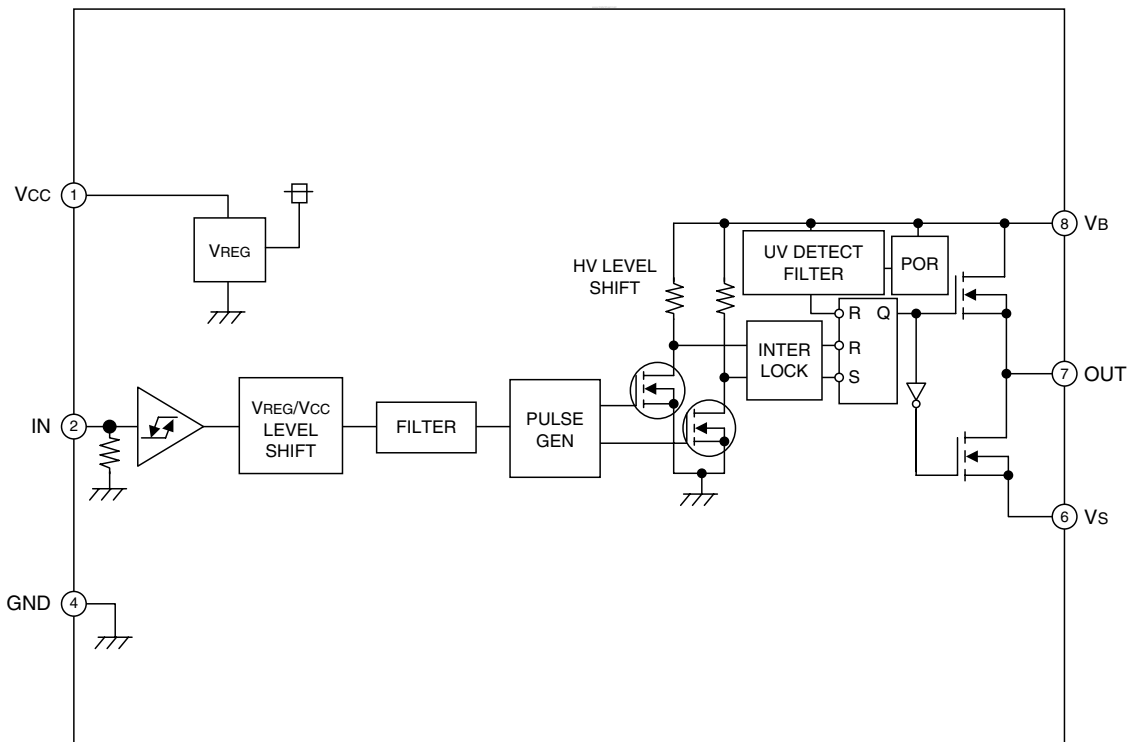 VCC
1
VREG
IN
2
VREG/VCC
LEVEL
SHIFT
FILTER
PULSE
GEN
HV LEVEL
SHIFT
UV DETECT
FILTER
POR
INTER
LOCK
R
Q
R
S
8
VB
7
OUT
6
VS
GND
4